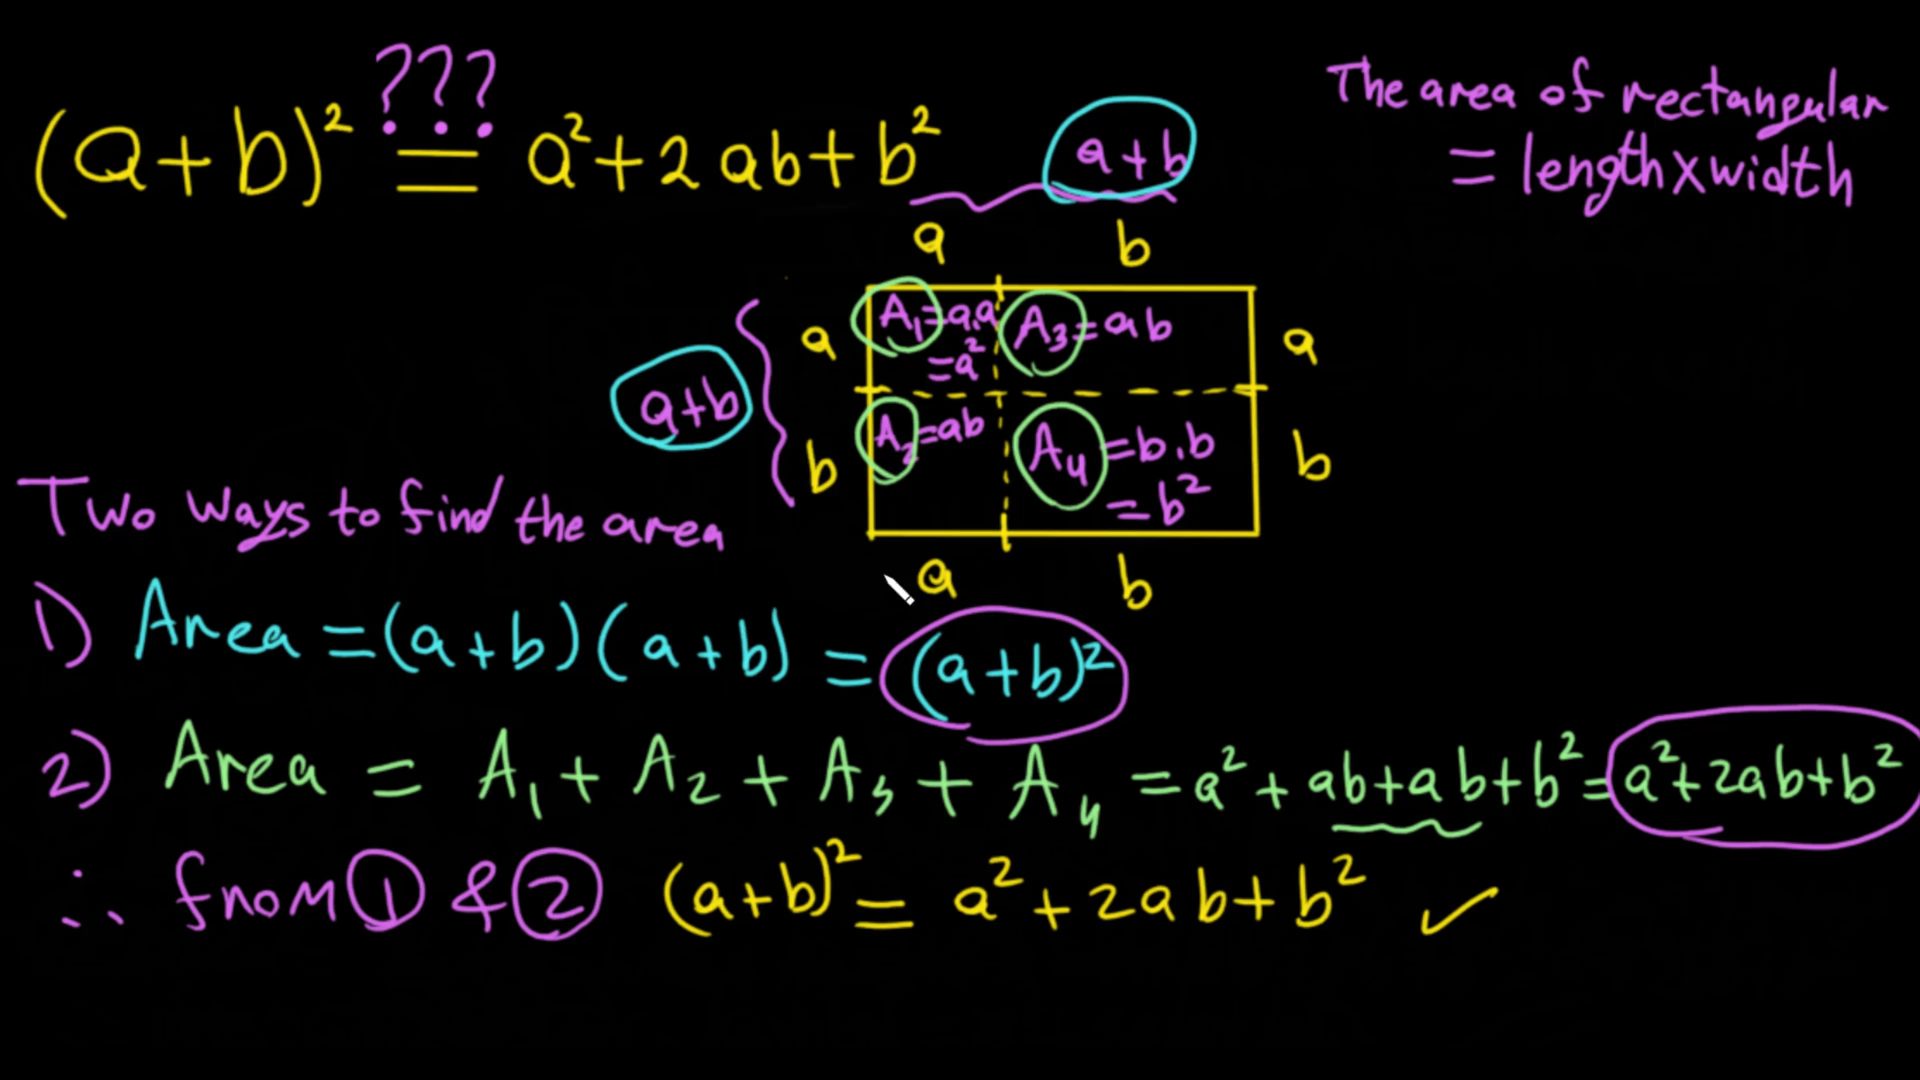 (a+b)² = a²+2ab+b²
???
The area of rectangular
= length x width
a+b
a b
a A₁=a.a A₃=ab a
=a²
a+b
b A₂=ab A₄=b.b b
=b²
a b
Two ways to find the area
1) Area =(a+b)(a+b) = (a+b)²
2) Area = A₁+A₂+A₃+A₄ = a²+ab+ab+b²=a²+2ab+b²
∴ from ① & ② (a+b)² = a²+2ab+b² ✓